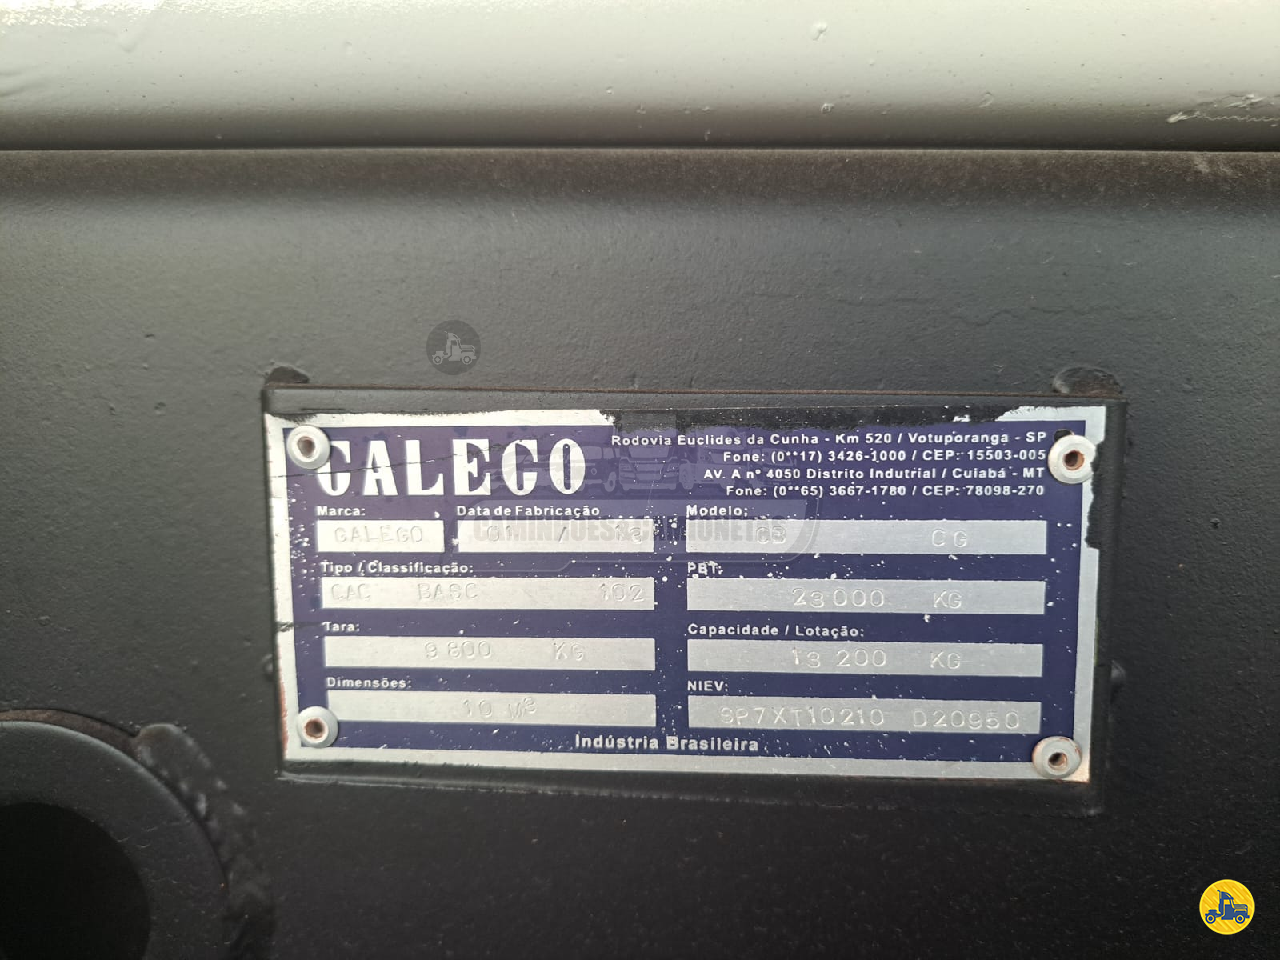 GALEGO
Rodovia Euclides da Cunha - Km 520 / Votuporanga - SP
Fone: (0**17) 3426-1000 / CEP: 15503-005
AV. A nº 4050 Distrito Indutrial / Cuiabá - MT
Fone: (0**65) 3667-1780 / CEP: 78098-270
Marca: Data de Fabricação Modelo:
GALEGO / CG
Tipo / Classificação: PBT:
CAC BASC 102 23 000 KG
Tara: Capacidade / Lotação:
9 800 KG 13 200 KG
Dimensões: NIEV:
10 M3 9P7XT10210 D20950
Indústria Brasileira